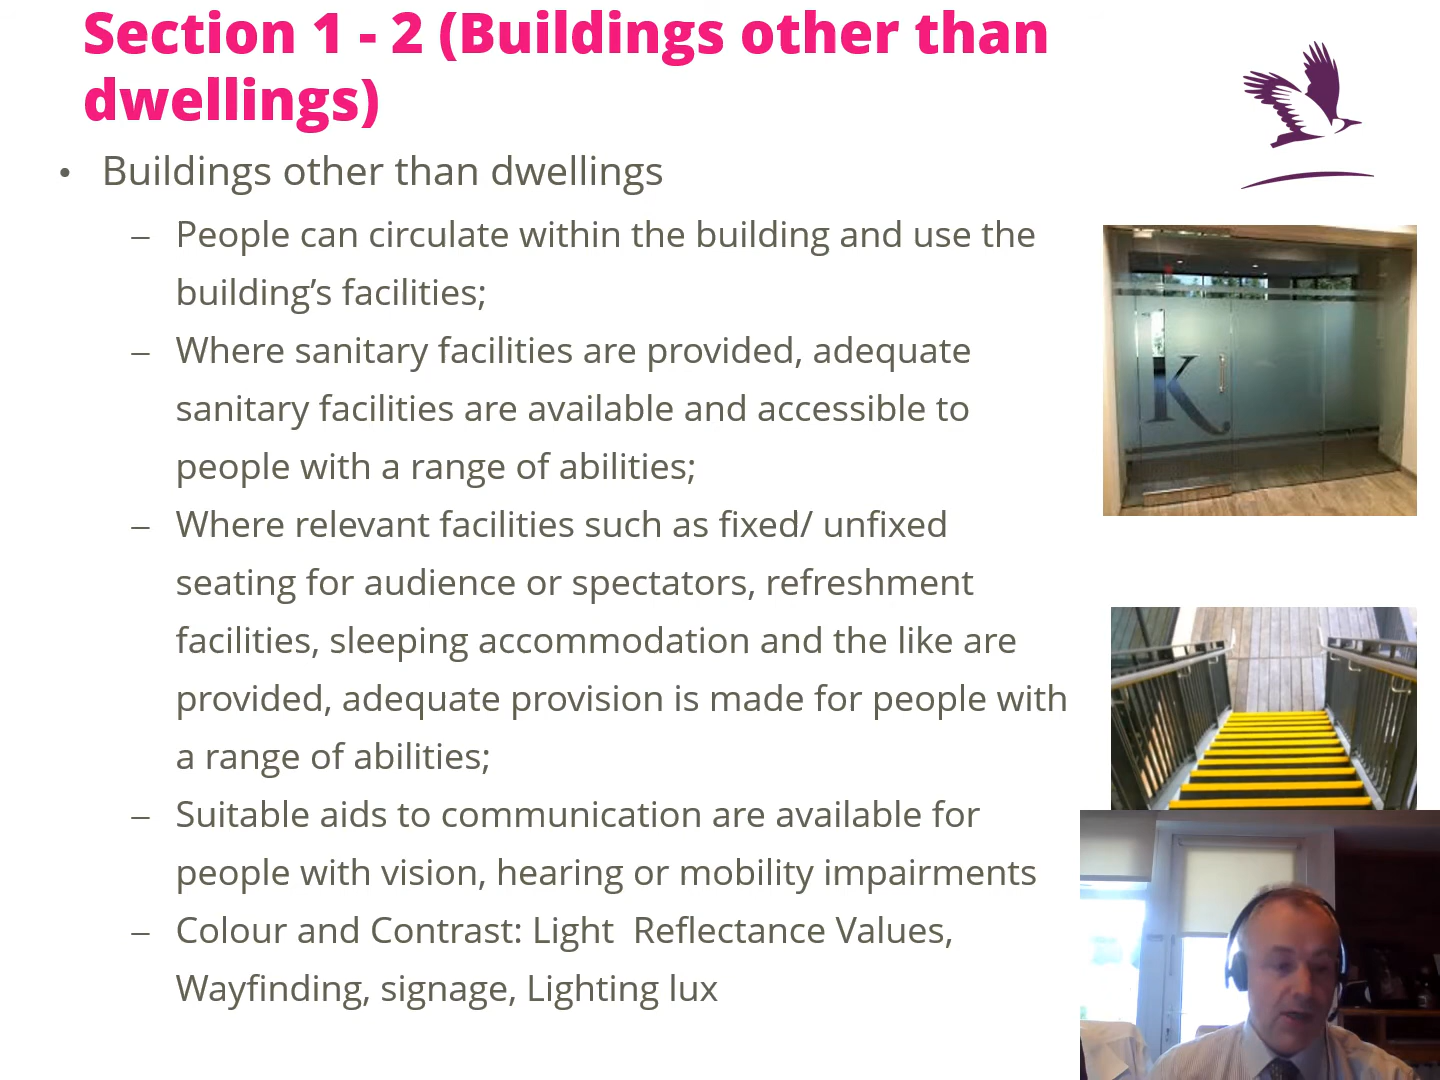 Section 1 - 2 (Buildings other than
dwellings)
• Buildings other than dwellings
– People can circulate within the building and use the
building’s facilities;
– Where sanitary facilities are provided, adequate
sanitary facilities are available and accessible to
people with a range of abilities;
– Where relevant facilities such as fixed/ unfixed
seating for audience or spectators, refreshment
facilities, sleeping accommodation and the like are
provided, adequate provision is made for people with
a range of abilities;
– Suitable aids to communication are available for
people with vision, hearing or mobility impairments
– Colour and Contrast: Light  Reflectance Values,
Wayfinding, signage, Lighting lux
k